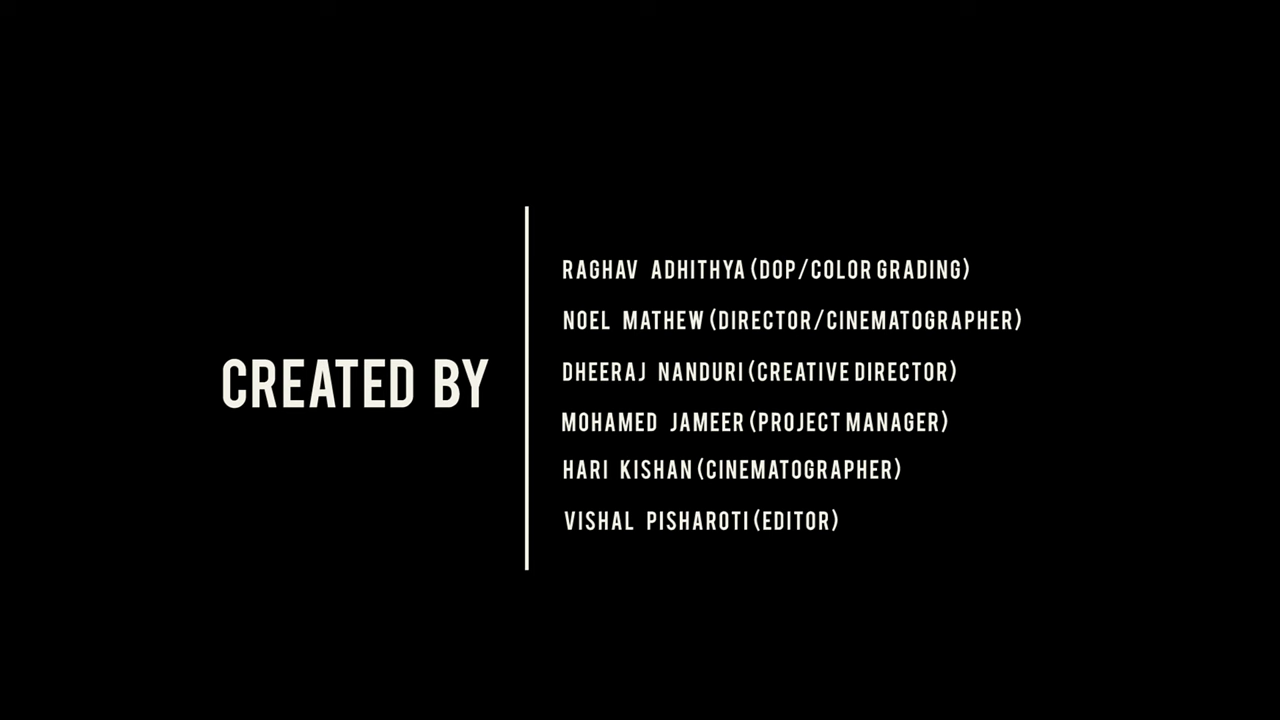 CREATED BY
RAGHAV ADHITHYA (DOP/COLOR GRADING)
NOEL MATHEW (DIRECTOR/CINEMATOGRAPHER)
DHEERAJ NANDURI (CREATIVE DIRECTOR)
MOHAMED JAMEER (PROJECT MANAGER)
HARI KISHAN (CINEMATOGRAPHER)
VISHAL PISHAROTI (EDITOR)